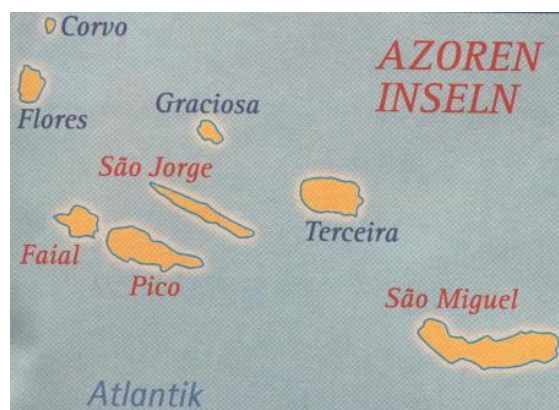 Corvo
AZOREN
INSELN
Flores
Graciosa
São Jorge
Terceira
Faial
Pico
São Miguel
Atlantik